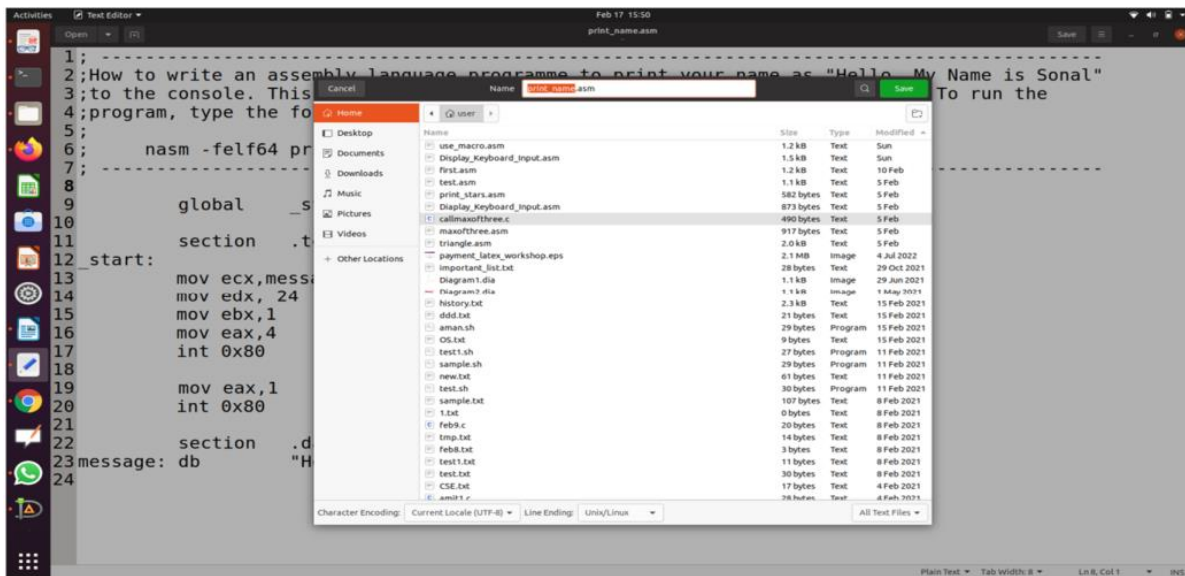 Activities
Text Editor
Feb 17 15:50
Open
print_name.asm
Save
1 ; ----------------------------------------------------------------
2 ;How to write an assembly language programme to print your name as "Hello, My Name is Sonal"
3 ;to the console. This To run the
4 ;program, type the fo
5 ;
6 ; nasm -felf64 pr
7 ; ----------------------------------------------------------------
8
9 global _s
10
11 section .t
12 _start:
13 mov ecx,messa
14 mov edx, 24
15 mov ebx,1
16 mov eax,4
17 int 0x80
18
19 mov eax,1
20 int 0x80
21
22 section .d
23 message: db "H
24
Cancel
Name print_name.asm
Save
Home
Desktop
Documents
Downloads
Music
Pictures
Videos
+ Other Locations
user
Name Size Type Modified
use_macro.asm 1.2 kB Text Sun
Display_Keyboard_Input.asm 1.5 kB Text Sun
first.asm 1.2 kB Text 10 Feb
test.asm 1.1 kB Text 5 Feb
print_stars.asm 582 bytes Text 5 Feb
Diaplay_Keyboard_Input.asm 873 bytes Text 5 Feb
callmaxofthree.c 490 bytes Text 5 Feb
maxofthree.asm 917 bytes Text 5 Feb
triangle.asm 2.0 kB Text 5 Feb
payment_latex_workshop.eps 2.1 MB Image 4 Jul 2022
important_list.txt 28 bytes Text 29 Oct 2021
Diagram1.dia 1.1 kB Image 29 Jun 2021
Diagram2.dia 1.1 kB Image 1 May 2021
history.txt 2.3 kB Text 15 Feb 2021
ddd.txt 21 bytes Text 15 Feb 2021
aman.sh 29 bytes Program 15 Feb 2021
OS.txt 9 bytes Text 15 Feb 2021
test1.sh 27 bytes Program 11 Feb 2021
sample.sh 29 bytes Program 11 Feb 2021
new.txt 61 bytes Text 11 Feb 2021
test.sh 30 bytes Program 11 Feb 2021
sample.txt 107 bytes Text 8 Feb 2021
1.txt 0 bytes Text 8 Feb 2021
feb9.c 20 bytes Text 8 Feb 2021
tmp.txt 14 bytes Text 8 Feb 2021
feb8.txt 3 bytes Text 8 Feb 2021
test1.txt 11 bytes Text 8 Feb 2021
test.txt 30 bytes Text 8 Feb 2021
CSE.txt 17 bytes Text 4 Feb 2021
amit1.c 28 bytes Text 4 Feb 2021
Character Encoding: Current Locale (UTF-8) Line Ending: Unix/Linux All Text Files
Plain Text Tab Width: 8 Ln 8, Col 1 INS